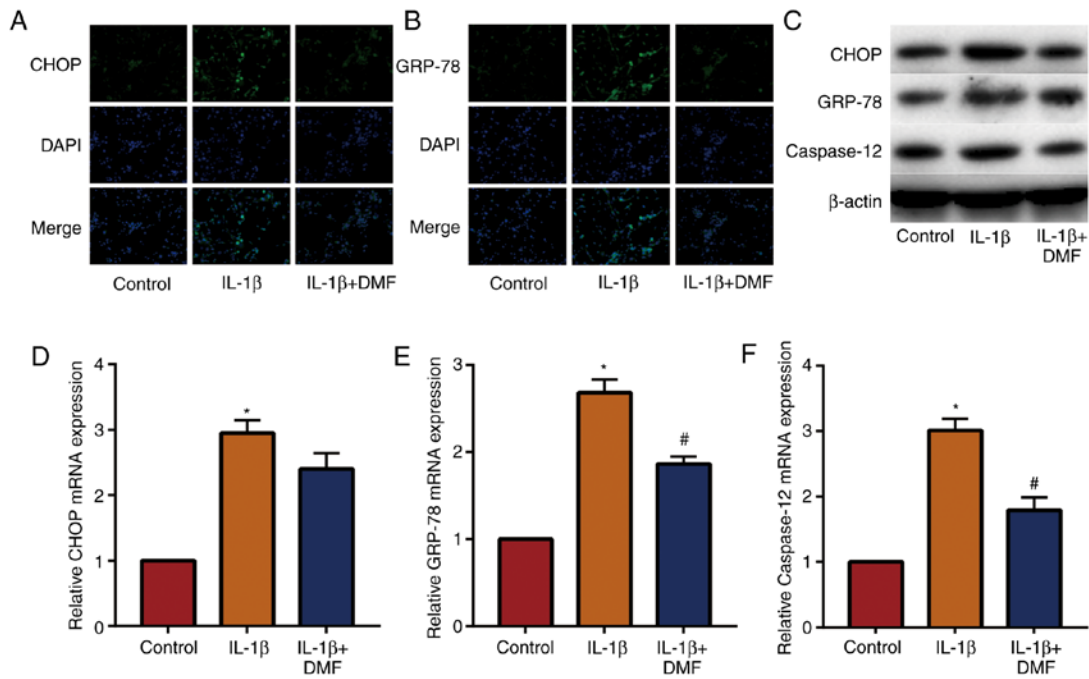 A
CHOP
DAPI
Merge
Control
IL-1β
IL-1β+DMF
B
GRP-78
DAPI
Merge
Control
IL-1β
IL-1β+DMF
C
CHOP
GRP-78
Caspase-12
β-actin
Control
IL-1β
IL-1β+
DMF
D
Relative CHOP mRNA expression
4
3
2
1
0
*
Control
IL-1β
IL-1β+
DMF
E
Relative GRP-78 mRNA expression
3
2
1
0
*
#
Control
IL-1β
IL-1β+
DMF
F
Relative Caspase-12 mRNA expression
4
3
2
1
0
*
#
Control
IL-1β
IL-1β+
DMF